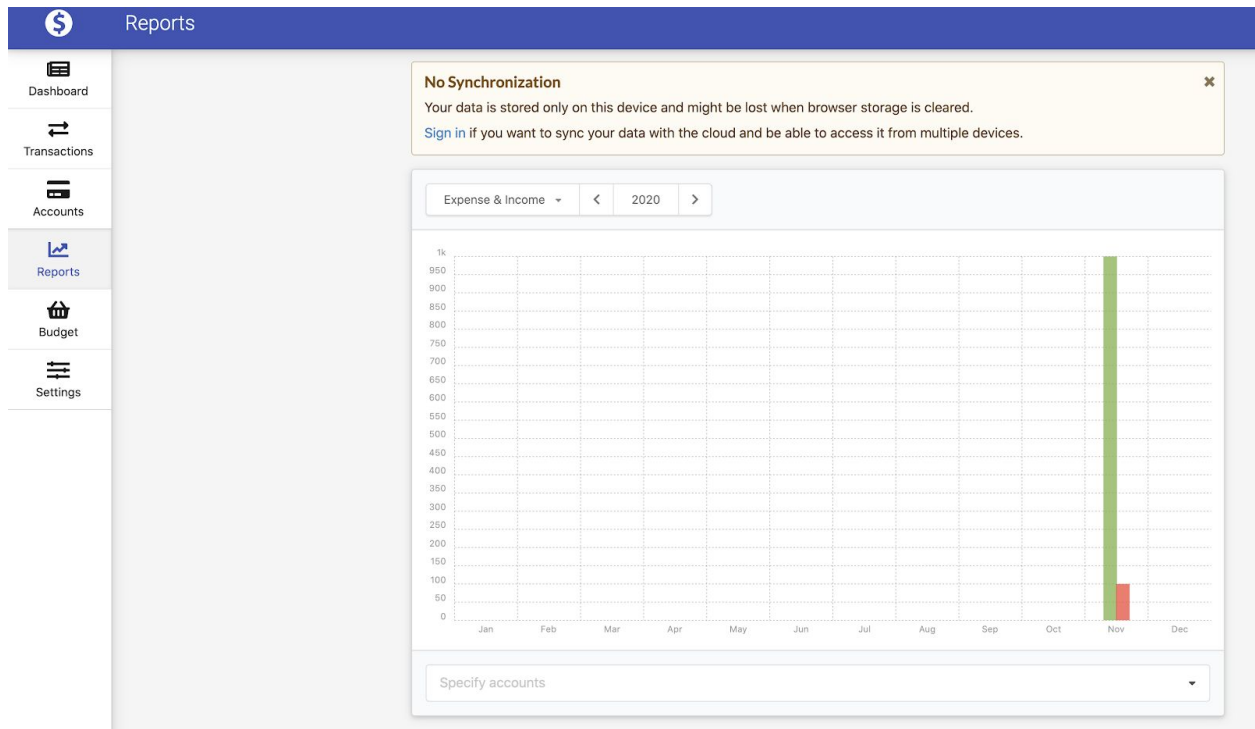 $
Reports
Dashboard
Transactions
Accounts
Reports
Budget
Settings
No Synchronization
Your data is stored only on this device and might be lost when browser storage is cleared.
Sign in if you want to sync your data with the cloud and be able to access it from multiple devices.
Expense & Income
2020
1k
950
900
850
800
750
700
650
600
550
500
450
400
350
300
250
200
150
100
50
0
Jan Feb Mar Apr May Jun Jul Aug Sep Oct Nov Dec
Specify accounts